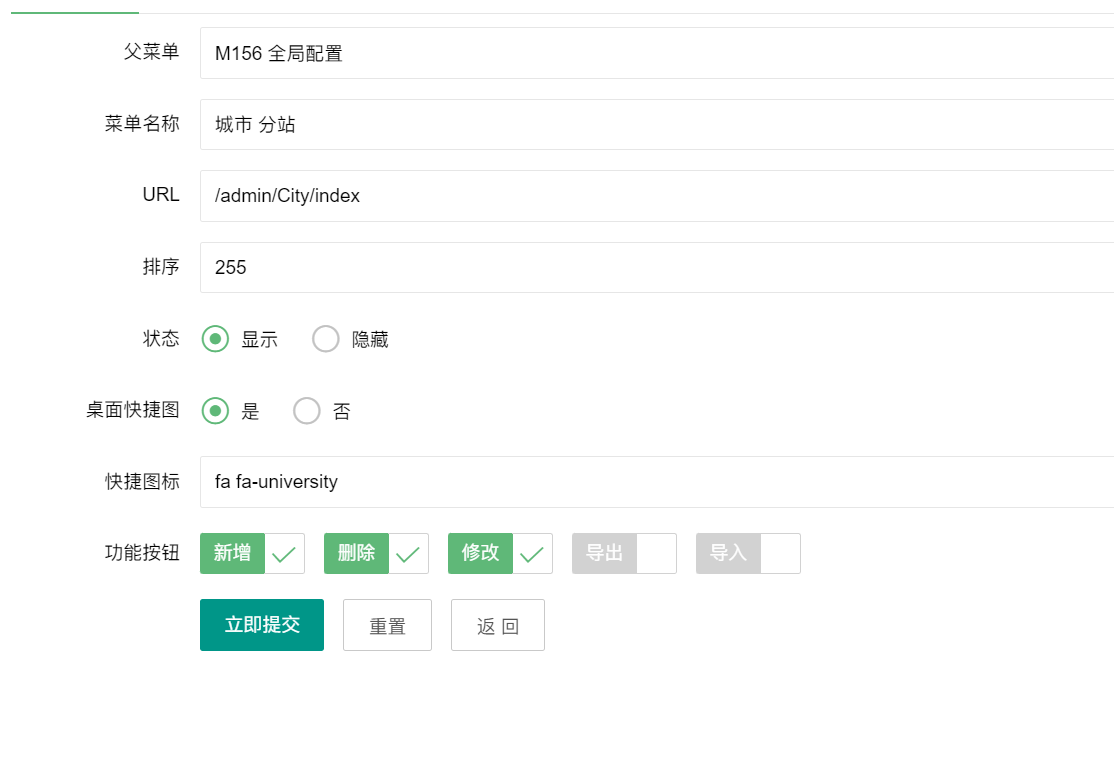 父菜单 M156 全局配置
菜单名称 城市 分站
URL /admin/City/index
排序 255
状态 显示 隐藏
桌面快捷图 是 否
快捷图标 fa fa-university
功能按钮 新增 删除 修改 导出 导入
立即提交 重置 返 回